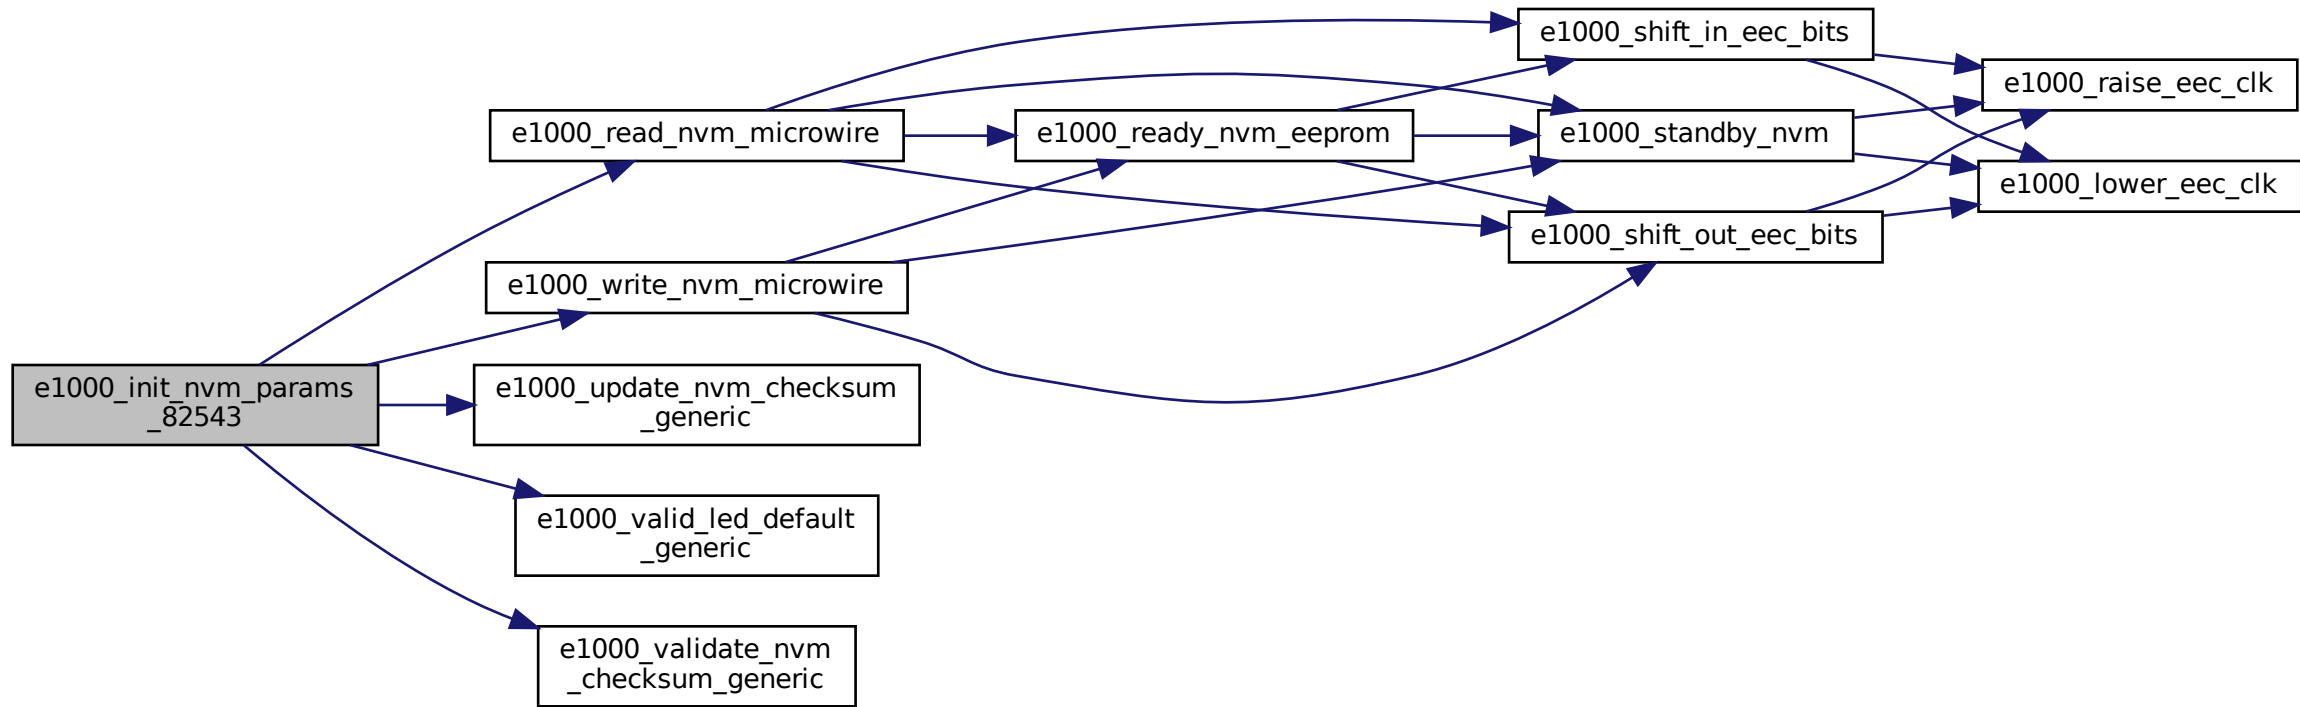 e1000_init_nvm_params
_82543
e1000_read_nvm_microwire
e1000_write_nvm_microwire
e1000_update_nvm_checksum
_generic
e1000_valid_led_default
_generic
e1000_validate_nvm
_checksum_generic
e1000_ready_nvm_eeprom
e1000_shift_in_eec_bits
e1000_standby_nvm
e1000_shift_out_eec_bits
e1000_raise_eec_clk
e1000_lower_eec_clk